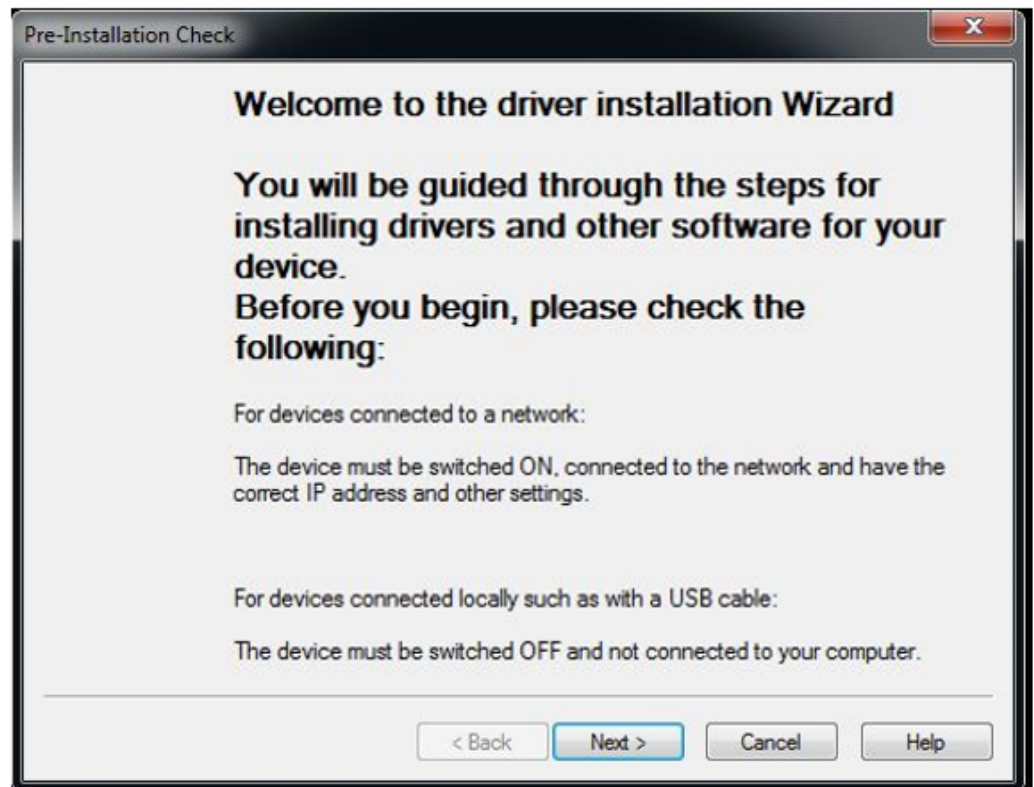 Pre-Installation Check
Welcome to the driver installation Wizard
You will be guided through the steps for
installing drivers and other software for your
device.
Before you begin, please check the
following:
For devices connected to a network:
The device must be switched ON, connected to the network and have the
correct IP address and other settings.
For devices connected locally such as with a USB cable:
The device must be switched OFF and not connected to your computer.
< Back Next > Cancel Help